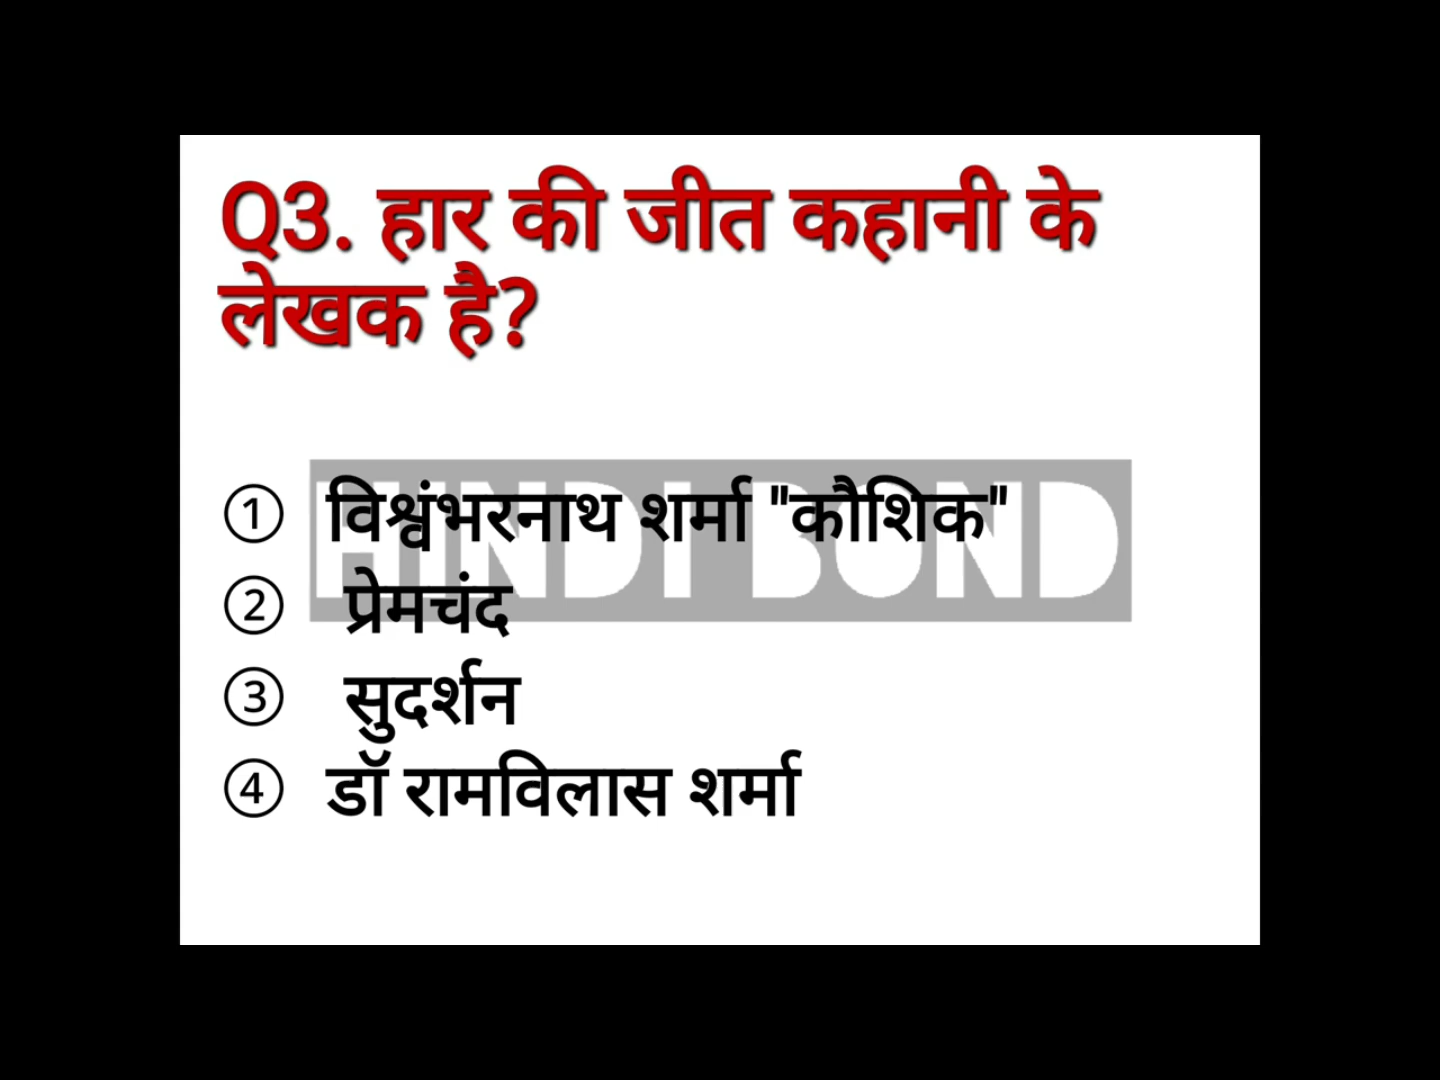 Q3. हार की जीत कहानी के
लेखक है?
HINDI BOND
① विश्वंभरनाथ शर्मा "कौशिक"
② प्रेमचंद
③ सुदर्शन
④ डॉ रामविलास शर्मा